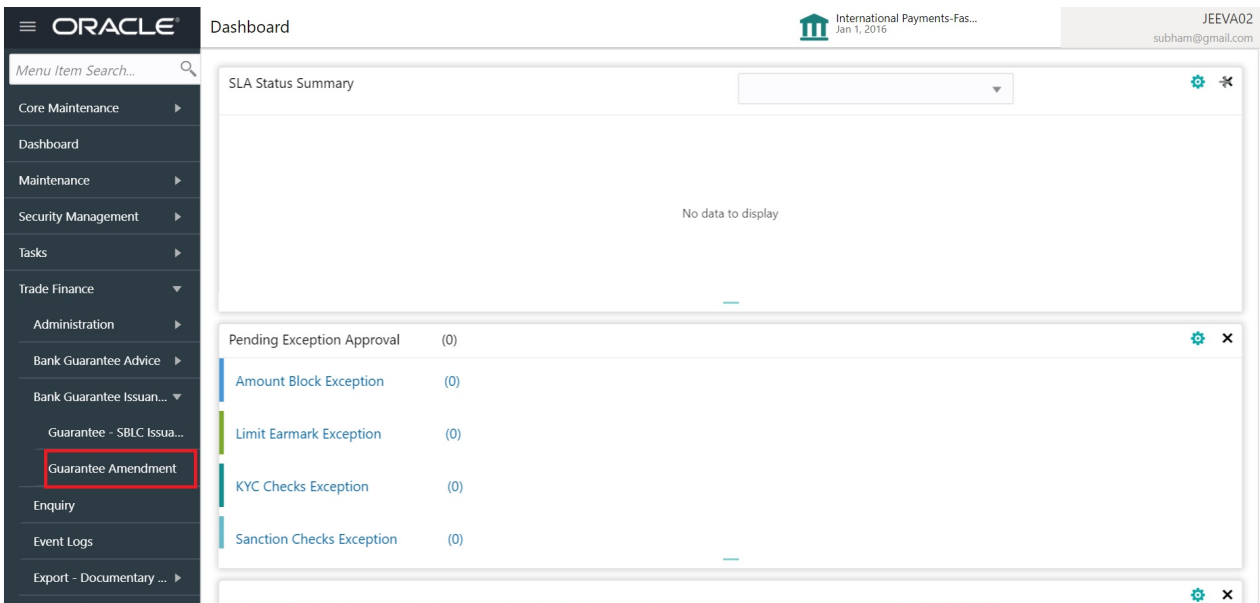 ORACLE
Dashboard
International Payments-Fas...
Jan 1, 2016
JEEVA02
subham@gmail.com
Menu Item Search...
Core Maintenance
Dashboard
Maintenance
Security Management
Tasks
Trade Finance
Administration
Bank Guarantee Advice
Bank Guarantee Issuan...
Guarantee - SBLC Issua...
Guarantee Amendment
Enquiry
Event Logs
Export - Documentary ...
SLA Status Summary
No data to display
Pending Exception Approval (0)
Amount Block Exception (0)
Limit Earmark Exception (0)
KYC Checks Exception (0)
Sanction Checks Exception (0)